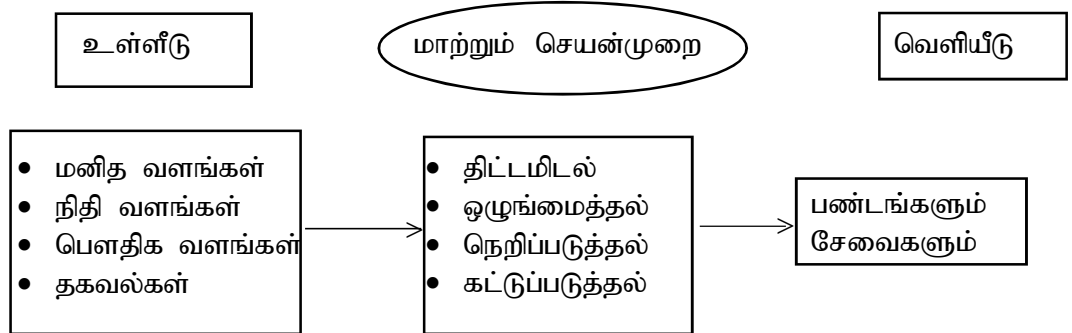 உள்ளீடு
மாற்றும் செயன்முறை
வெளியீடு
• மனித வளங்கள்
• நிதி வளங்கள்
• பௌதிக வளங்கள்
• தகவல்கள்
• திட்டமிடல்
• ஒழுங்மைத்தல்
• நெறிப்படுத்தல்
• கட்டுப்படுத்தல்
பண்டங்களும்
சேவைகளும்